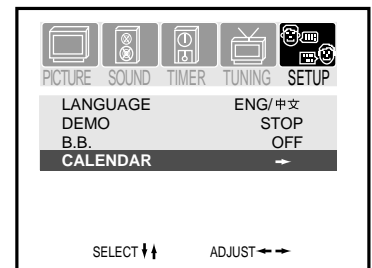 PICTURE SOUND TIMER TUNING SETUP
LANGUAGE ENG/中文
DEMO STOP
B.B. OFF
CALENDAR →
SELECT ADJUST